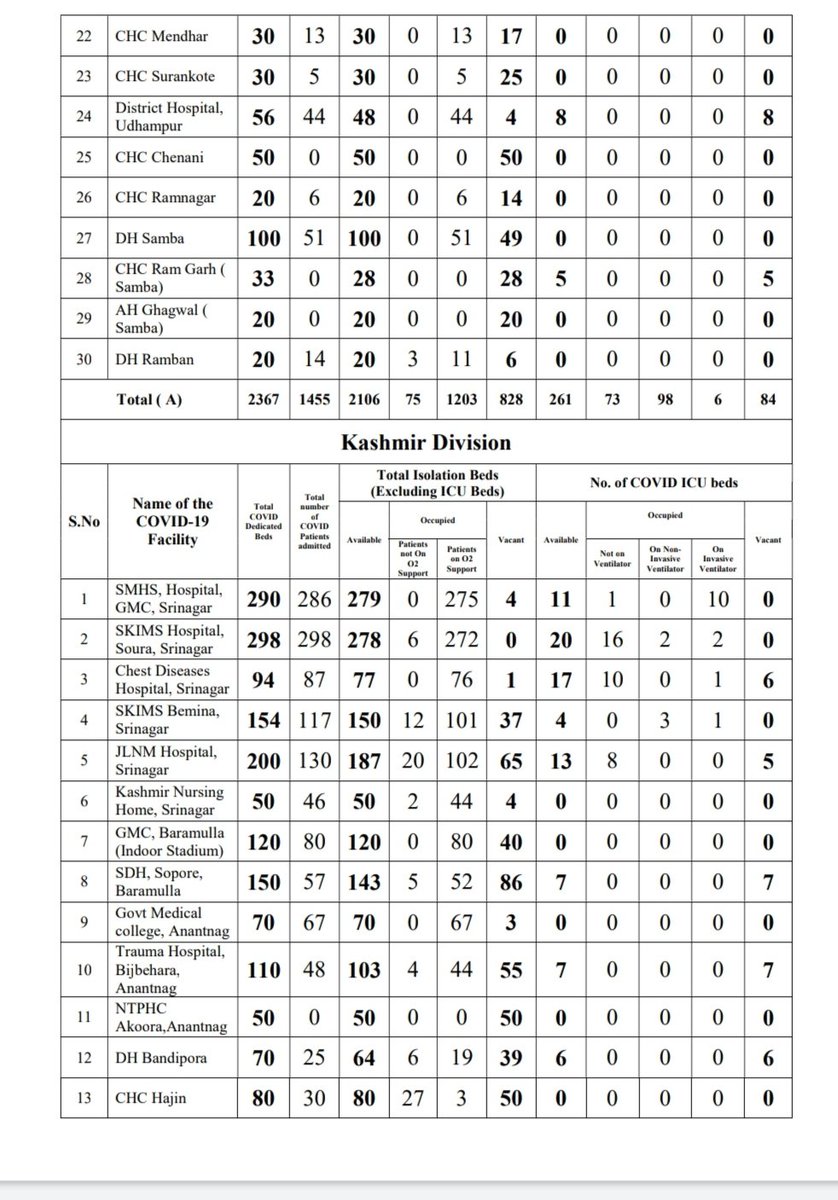 22 CHC Mendhar 30 13 30 0 13 17 0 0 0 0 0
23 CHC Surankote 30 5 30 0 5 25 0 0 0 0 0
24 District Hospital, Udhampur 56 44 48 0 44 4 8 0 0 0 8
25 CHC Chenani 50 0 50 0 0 50 0 0 0 0 0
26 CHC Ramnagar 20 6 20 0 6 14 0 0 0 0 0
27 DH Samba 100 51 100 0 51 49 0 0 0 0 0
28 CHC Ram Garh ( Samba) 33 0 28 0 0 28 5 0 0 0 5
29 AH Ghagwal ( Samba) 20 0 20 0 0 20 0 0 0 0 0
30 DH Ramban 20 14 20 3 11 6 0 0 0 0 0
Total ( A) 2367 1455 2106 75 1203 828 261 73 98 6 84
Kashmir Division
S.No
Name of the COVID-19 Facility
Total COVID Dedicated Beds
Total number of COVID Patients admitted
Total Isolation Beds (Excluding ICU Beds)
Available
Occupied
Patients not On O2 Support
Patients on O2 Support
Vacant
No. of COVID ICU beds
Available
Occupied
Not on Ventilator
On Non-Invasive Ventilator
On Invasive Ventilator
Vacant
1 SMHS, Hospital, GMC, Srinagar 290 286 279 0 275 4 11 1 0 10 0
2 SKIMS Hospital, Soura, Srinagar 298 298 278 6 272 0 20 16 2 2 0
3 Chest Diseases Hospital, Srinagar 94 87 77 0 76 1 17 10 0 1 6
4 SKIMS Bemina, Srinagar 154 117 150 12 101 37 4 0 3 1 0
5 JLNM Hospital, Srinagar 200 130 187 20 102 65 13 8 0 0 5
6 Kashmir Nursing Home, Srinagar 50 46 50 2 44 4 0 0 0 0 0
7 GMC, Baramulla (Indoor Stadium) 120 80 120 0 80 40 0 0 0 0 0
8 SDH, Sopore, Baramulla 150 57 143 5 52 86 7 0 0 0 7
9 Govt Medical college, Anantnag 70 67 70 0 67 3 0 0 0 0 0
10 Trauma Hospital, Bijbehara, Anantnag 110 48 103 4 44 55 7 0 0 0 7
11 NTPHC Akoora,Anantnag 50 0 50 0 0 50 0 0 0 0 0
12 DH Bandipora 70 25 64 6 19 39 6 0 0 0 6
13 CHC Hajin 80 30 80 27 3 50 0 0 0 0 0